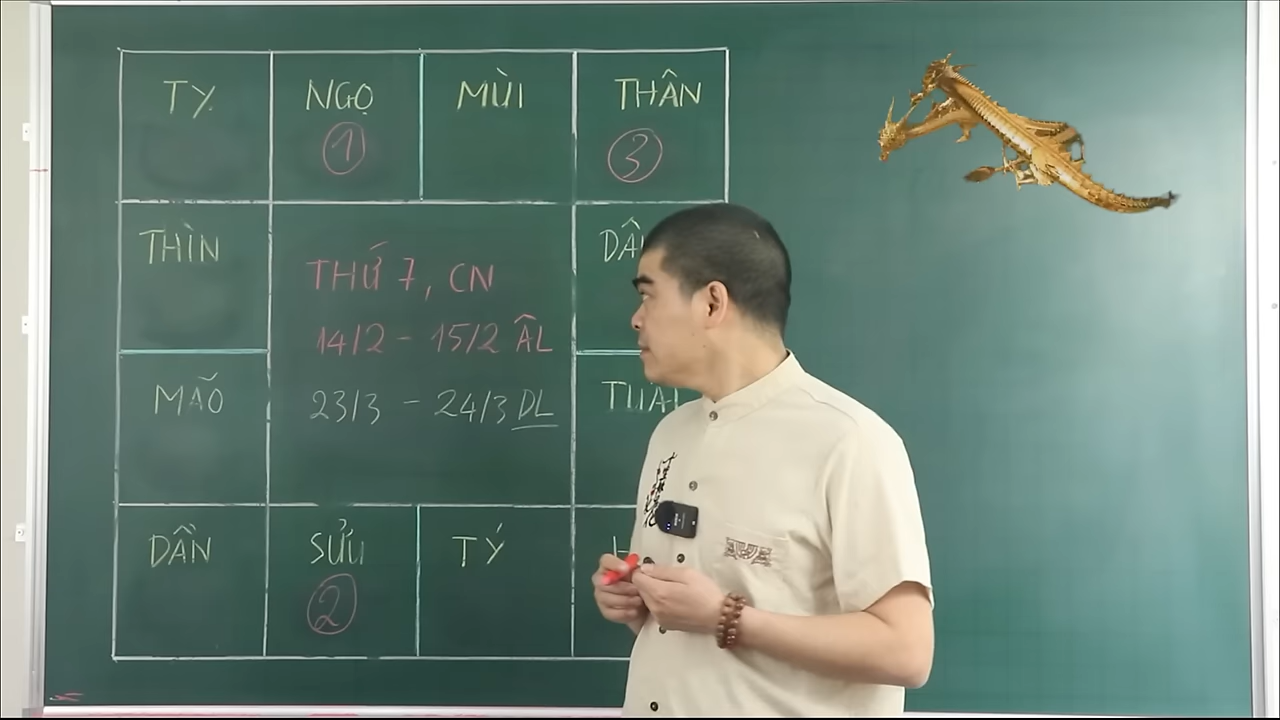 TỴ NGỌ MÙI THÂN
1 3
THÌN
THỨ 7, CN
14/2 - 15/2 ÂL
MÃO
23/3 - 24/3 DL
DẦN SỬU TÝ
2